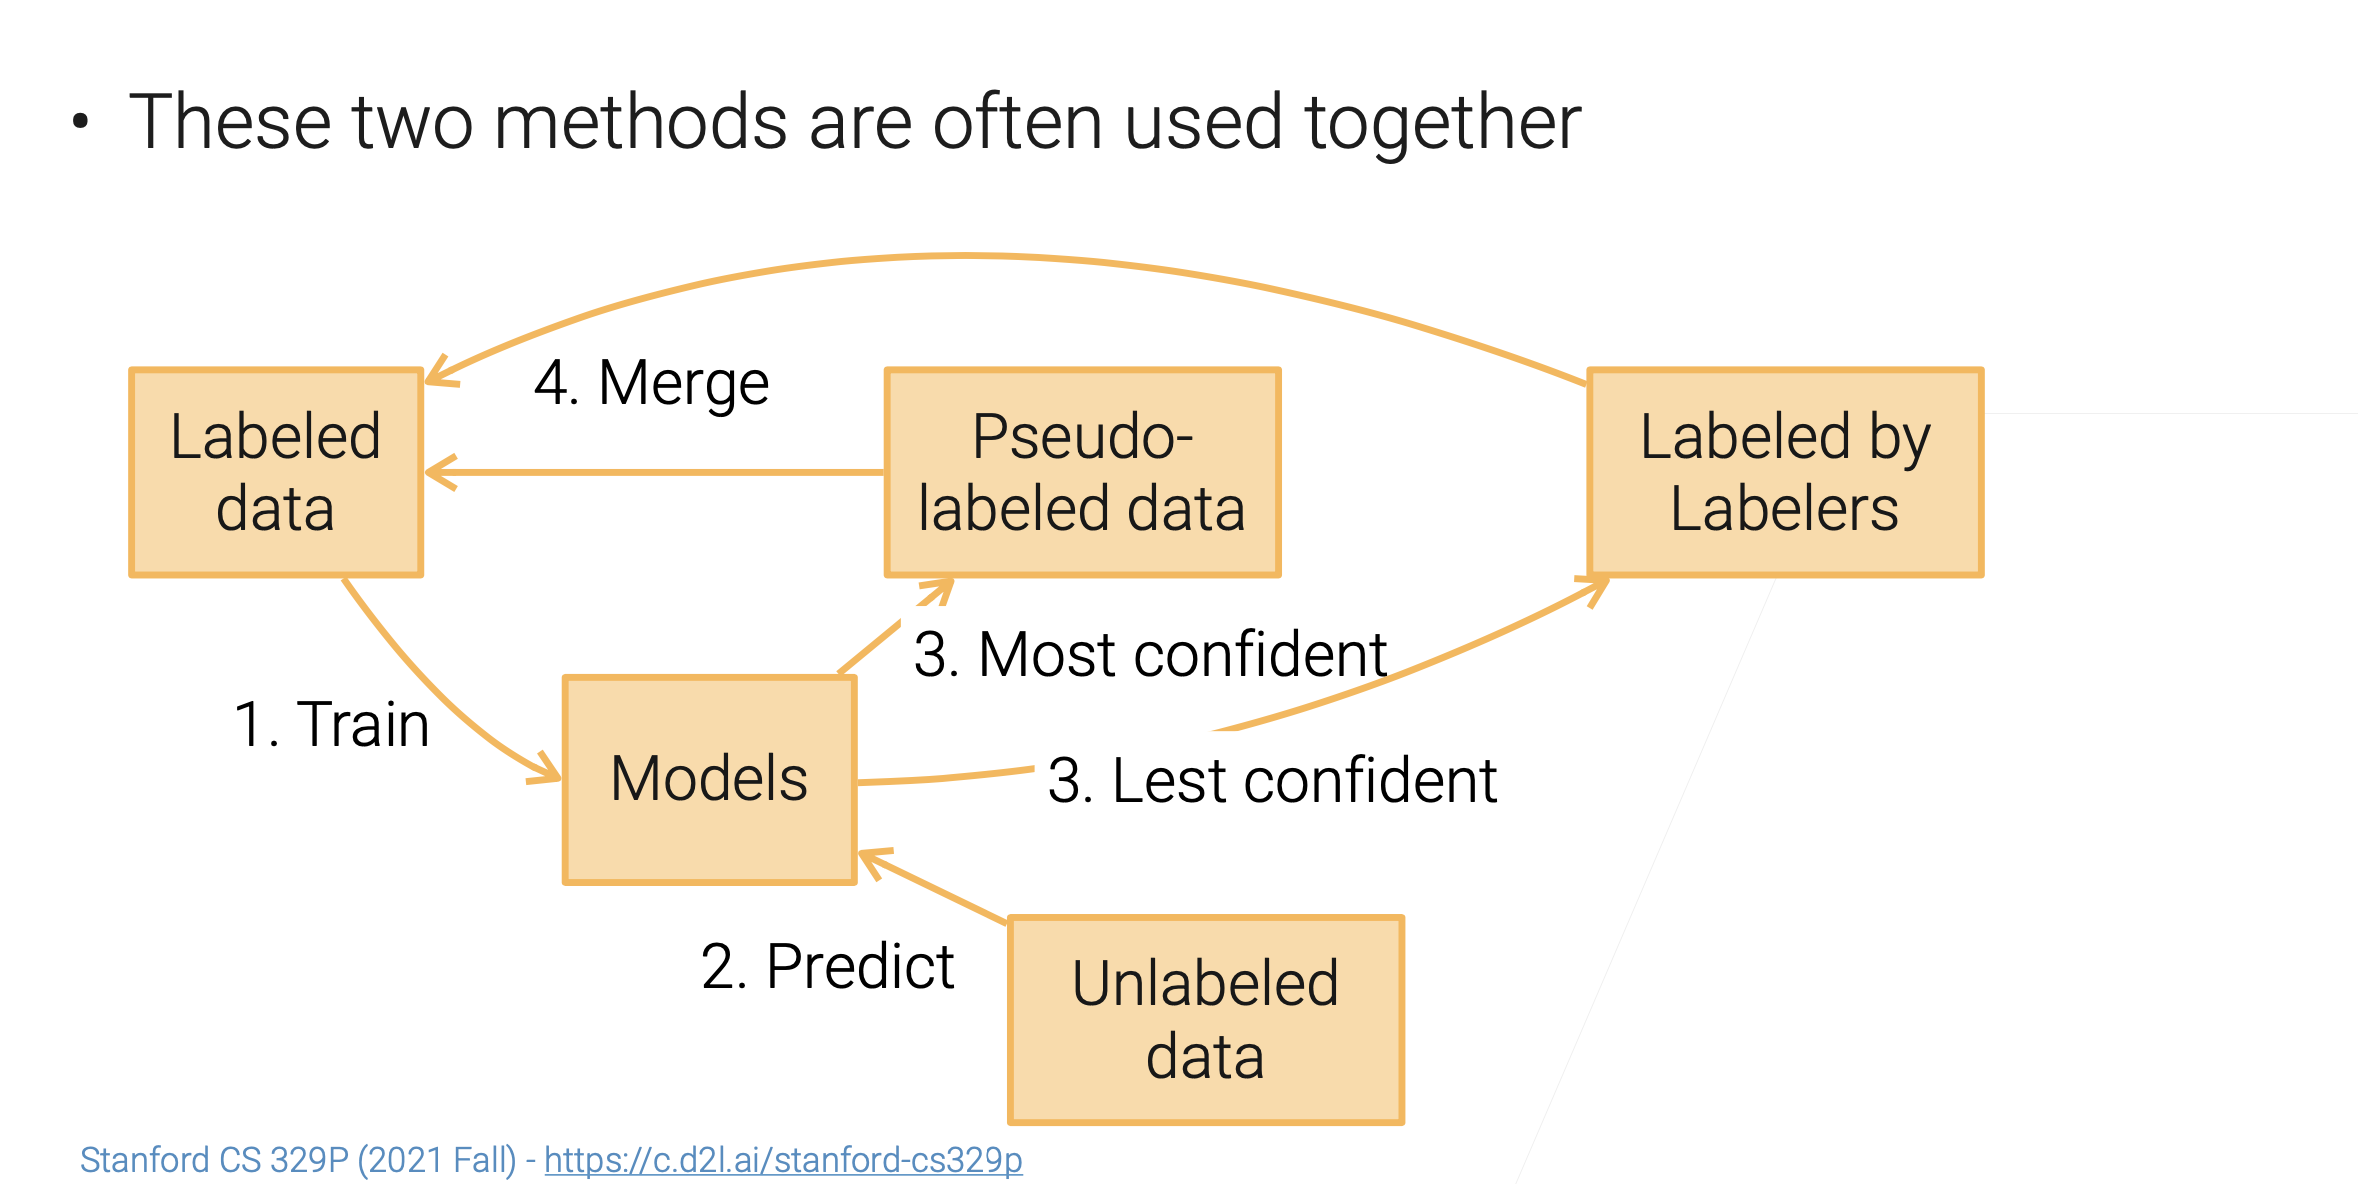 • These two methods are often used together
4. Merge
Labeled
data
Pseudo-
labeled data
Labeled by
Labelers
3. Most confident
1. Train
Models
3. Lest confident
2. Predict
Unlabeled
data
Stanford CS 329P (2021 Fall) - https://c.d2l.ai/stanford-cs329p